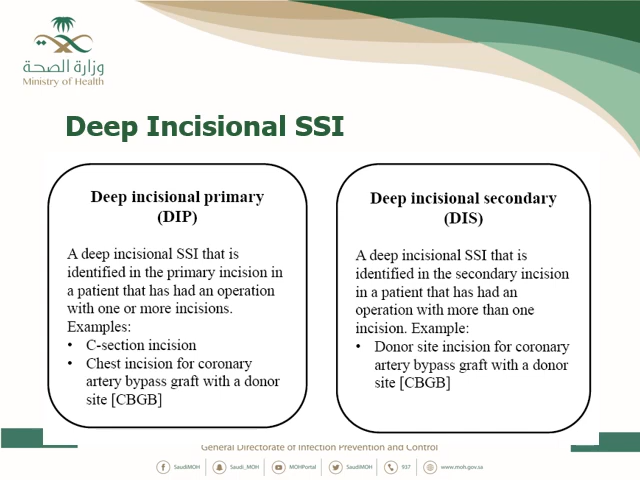 وزارة الصحة
Ministry of Health
Deep Incisional SSI
Deep incisional primary
(DIP)
A deep incisional SSI that is
identified in the primary incision in
a patient that has had an operation
with one or more incisions.
Examples:
• C-section incision
• Chest incision for coronary
artery bypass graft with a donor
site [CBGB]
Deep incisional secondary
(DIS)
A deep incisional SSI that is
identified in the secondary incision
in a patient that has had an
operation with more than one
incision. Example:
• Donor site incision for coronary
artery bypass graft with a donor
site [CBGB]
General Directorate of Infection Prevention and Control
SaudiMOH
Saudi_MOH
MOHPortal
SaudiMOH
937
www.moh.gov.sa